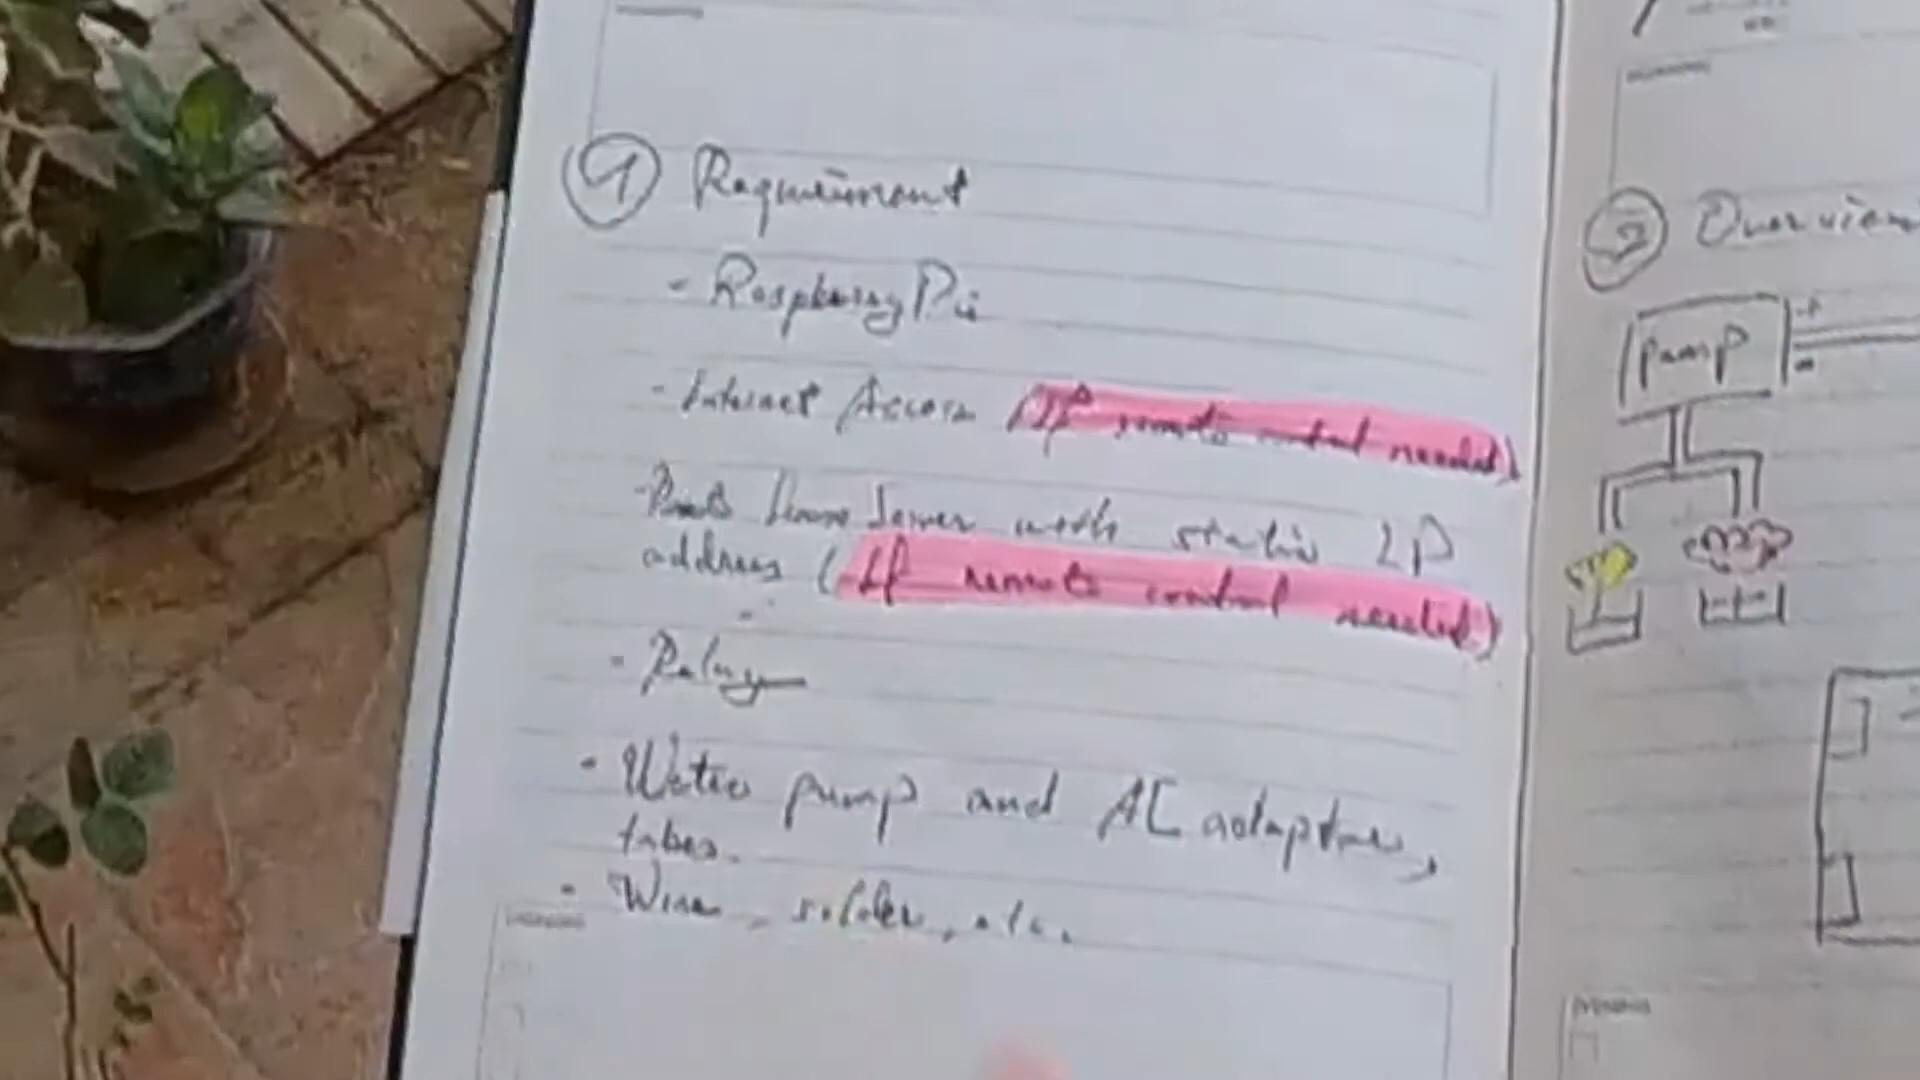 1 Requirement
- Raspberry Pi
- Internet Access (If remote control needed)
home server with static IP
address (If remote control needed)
- Relay
- Water pump and AC adapter,
tubes.
- Wire, solder, etc.
2 Overview
pump
+
-